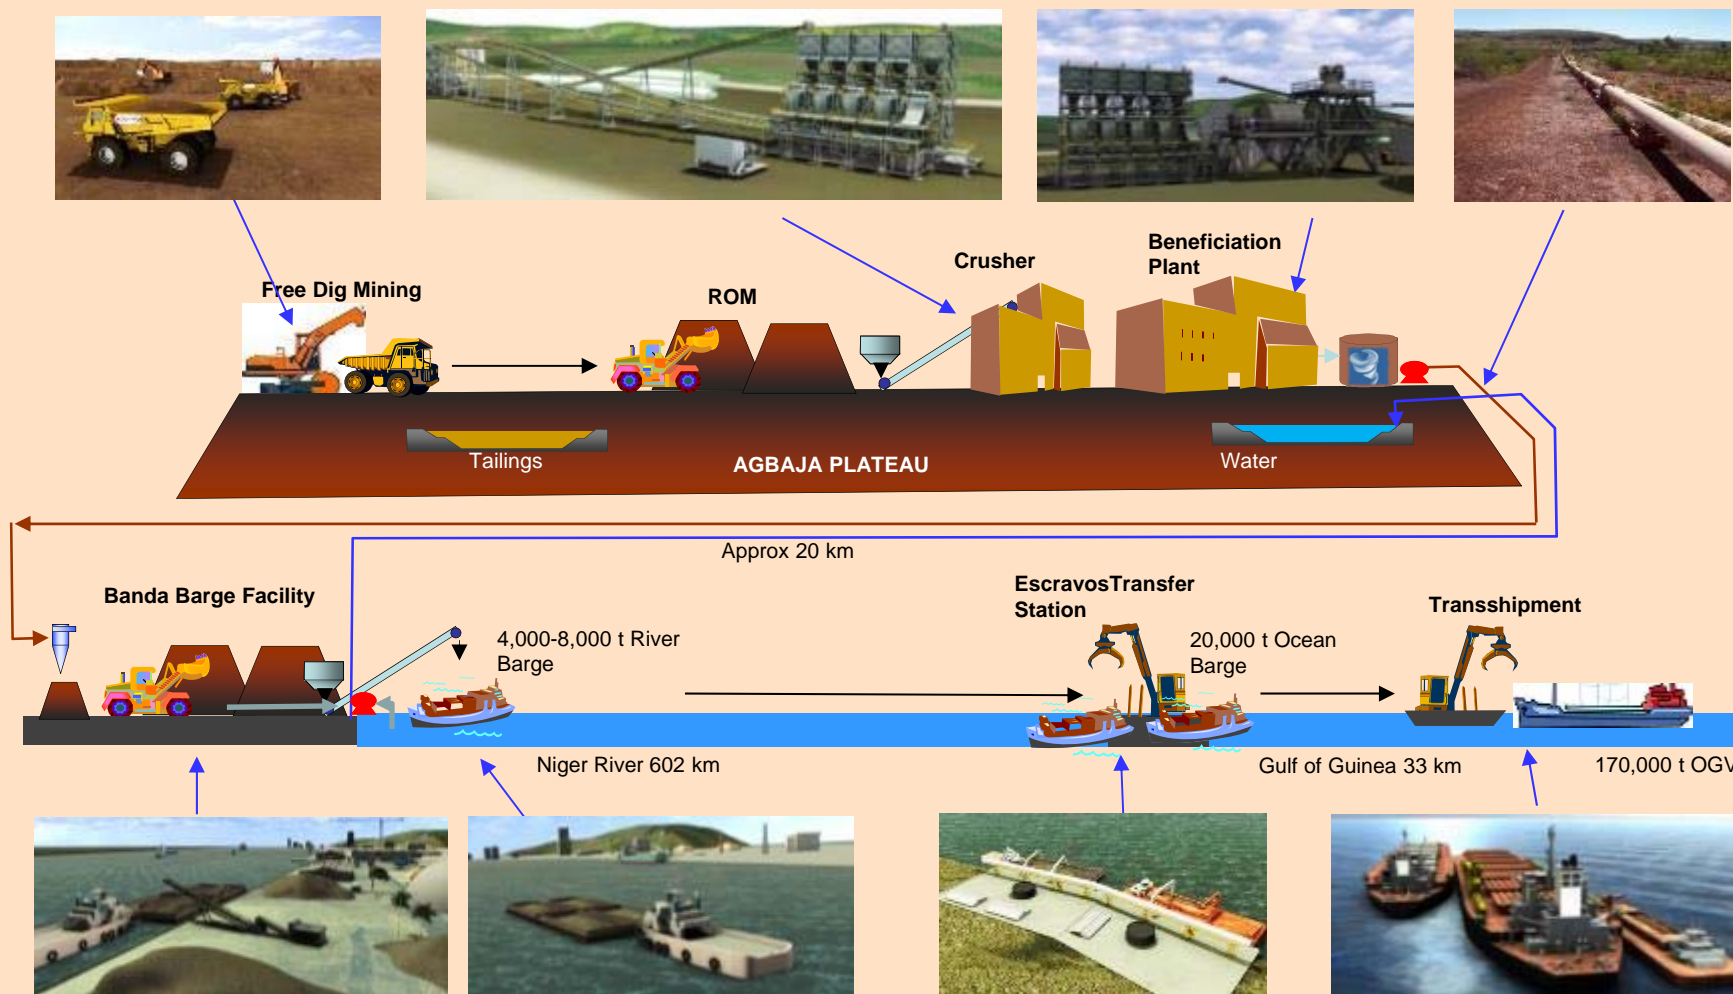 Free Dig Mining
ROM
Crusher
Beneficiation
Plant
Tailings
AGBAJA PLATEAU
Water
Approx 20 km
Banda Barge Facility
4,000-8,000 t River
Barge
EscravosTransfer
Station
20,000 t Ocean
Barge
Transshipment
Niger River 602 km
Gulf of Guinea 33 km
170,000 t OGV